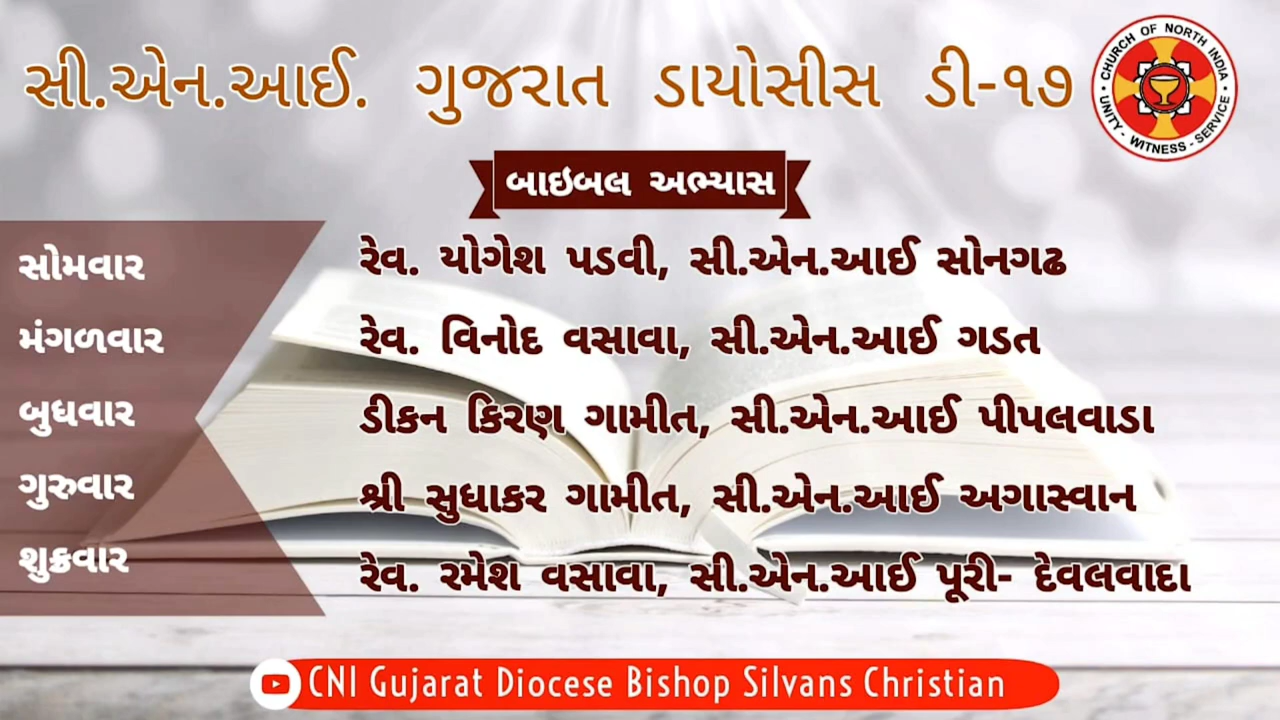 સી.એન.આઈ. ગુજરાત ડાયોસીસ ડી-૧૭
CHURCH OF NORTH INDIA
UNITY - WITNESS - SERVICE
બાઇબલ અભ્યાસ
સોમવાર રેવ. યોગેશ પડવી, સી.એન.આઈ સોનગઢ
મંગળવાર રેવ. વિનોદ વસાવા, સી.એન.આઈ ગડત
બુધવાર ડીકન કિરણ ગામીત, સી.એન.આઈ પીપલવાડા
ગુરુવાર શ્રી સુધાકર ગામીત, સી.એન.આઈ અગાસ્વાન
શુક્રવાર રેવ. રમેશ વસાવા, સી.એન.આઈ પૂરી- દેવલવાદા
CNI Gujarat Diocese Bishop Silvans Christian